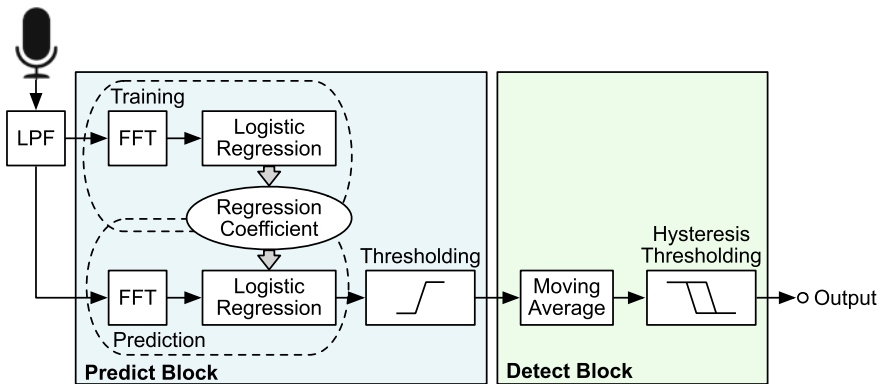 Training
LPF
FFT
Logistic
Regression
Regression
Coefficient
FFT
Logistic
Regression
Prediction
Thresholding
Predict Block
Moving
Average
Hysteresis
Thresholding
Output
Detect Block